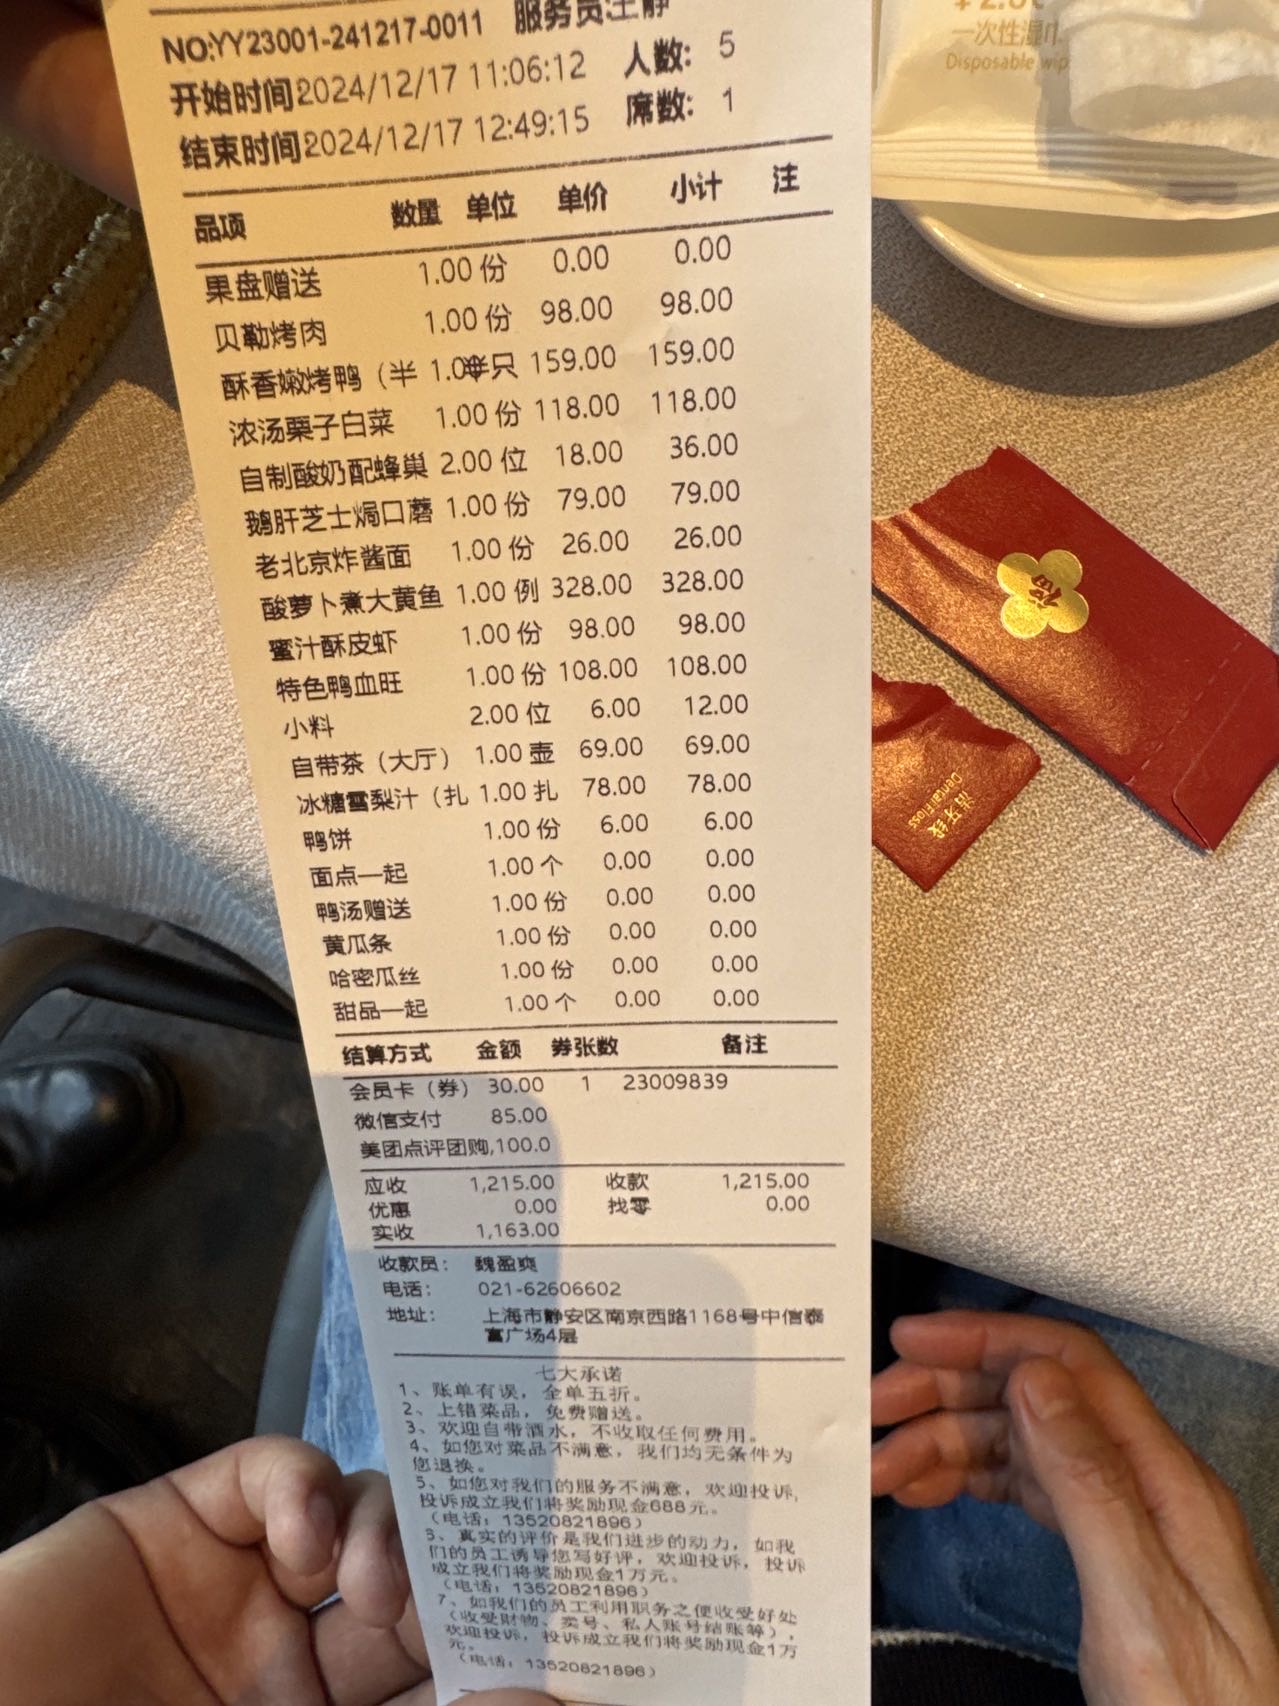 NO:YY23001-241217-0011 服务员王静
开始时间2024/12/17 11:06:12 人数: 5
结束时间2024/12/17 12:49:15 席数: 1
品项 数量 单位 单价 小计 注
果盘赠送 1.00 份 0.00 0.00
贝勒烤肉 1.00 份 98.00 98.00
酥香嫩烤鸭（半 1.0 半只 159.00 159.00
浓汤栗子白菜 1.00 份 118.00 118.00
自制酸奶配蜂巢 2.00 位 18.00 36.00
鹅肝芝士焗口蘑 1.00 份 79.00 79.00
老北京炸酱面 1.00 份 26.00 26.00
酸萝卜煮大黄鱼 1.00 例 328.00 328.00
蜜汁酥皮虾 1.00 份 98.00 98.00
特色鸭血旺 1.00 份 108.00 108.00
小料 2.00 位 6.00 12.00
自带茶（大厅） 1.00 壶 69.00 69.00
冰糖雪梨汁（扎 1.00 扎 78.00 78.00
鸭饼 1.00 份 6.00 6.00
面点一起 1.00 个 0.00 0.00
鸭汤赠送 1.00 份 0.00 0.00
黄瓜条 1.00 份 0.00 0.00
哈密瓜丝 1.00 份 0.00 0.00
甜品一起 1.00 个 0.00 0.00
结算方式 金额 券张数 备注
会员卡（券） 30.00 1 23009839
微信支付 85.00
美团点评团购,100.0
应收 1,215.00 收款 1,215.00
优惠 0.00 找零 0.00
实收 1,163.00
收款员: 魏盈爽
电话: 021-62606602
地址: 上海市静安区南京西路1168号中信泰
富广场4层
七大承诺
1、账单有误，全单五折。
2、上错菜品，免费赠送。
3、欢迎自带酒水，不收取任何费用。
4、如您对菜品不满意，我们均无条件为
您退换。
5、如您对我们的服务不满意，欢迎投诉,
投诉成立我们将奖励现金688元。
（电话：13520821896）
6、真实的评价是我们进步的动力，如我
们的员工诱导您写好评，欢迎投诉，投诉
成立我们将奖励现金1万元。
（电话：13520821896）
7、如我们的员工利用职务之便收受好处
（收受财物、卖号、私人账号结账等），
欢迎投诉，投诉成立我们将奖励现金1万
元。
（电话：13520821896）
一次性湿巾
Disposable wip
福
洁牙线
Dental Floss